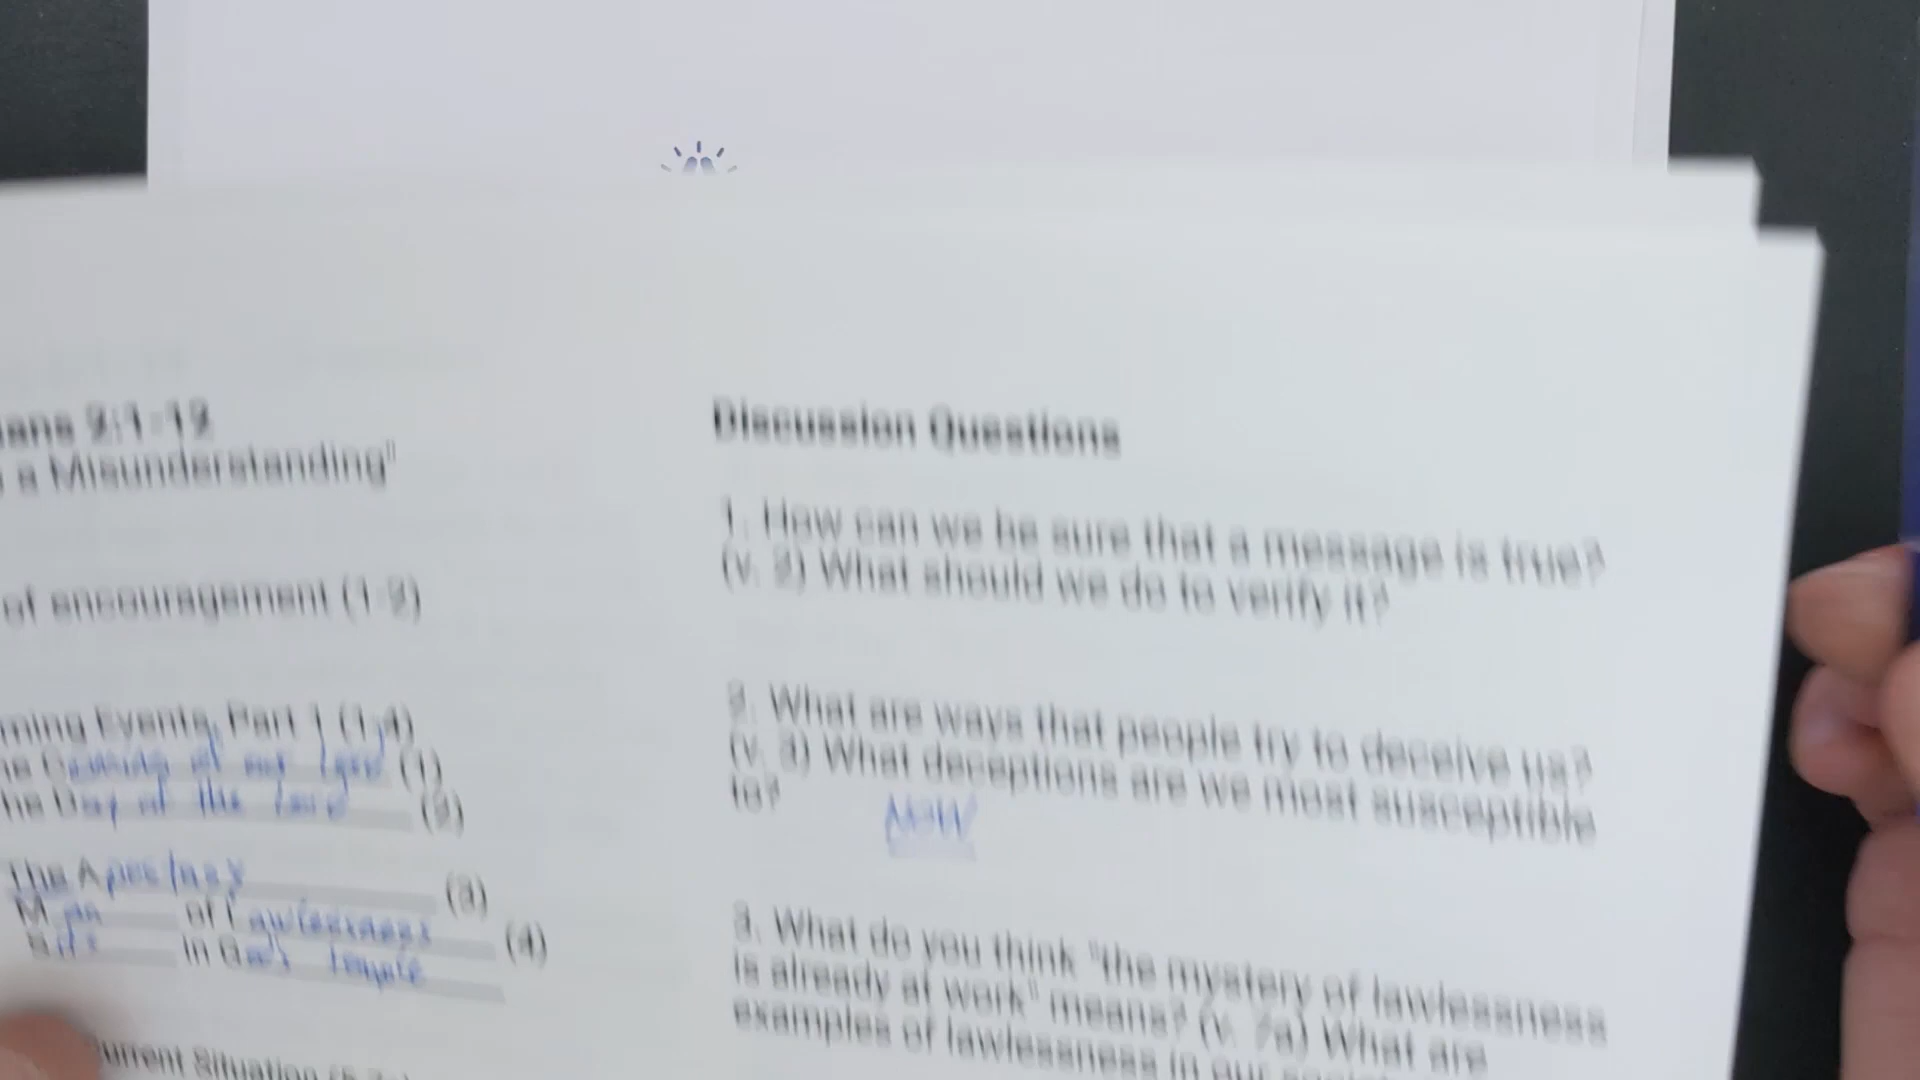 2:1-12
a Misunderstanding"
of encouragement (1-2)
Events, Part 1 (1-4)
Coming of our Lord (1)
Day of the Lord (2)
The Apostasy (3)
Man of Lawlessness
Sits in God's temple (4)
Current Situation
Discussion Questions
1. How can we be sure that a message is true?
(v. 2) What should we do to verify it?
2. What are ways that people try to deceive us?
(v. 3) What deceptions are we most susceptible
to?
3. What do you think "the mystery of lawlessness
is already at work" means? (v. 7a) What are
examples of lawlessness in our